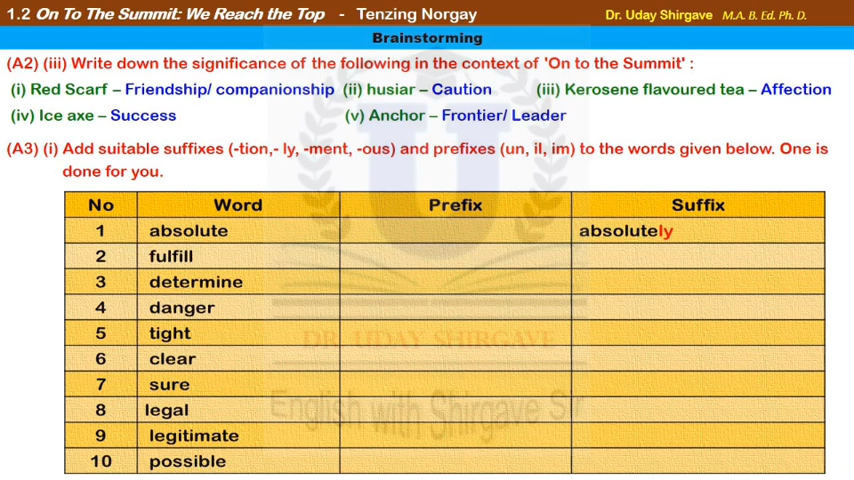 1.2 On To The Summit: We Reach the Top - Tenzing Norgay Dr. Uday Shirgave M.A. B. Ed. Ph. D.
Brainstorming
(A2) (iii) Write down the significance of the following in the context of 'On to the Summit' :
(i) Red Scarf – Friendship/ companionship (ii) husiar – Caution (iii) Kerosene flavoured tea – Affection
(iv) Ice axe – Success (v) Anchor – Frontier/ Leader
(A3) (i) Add suitable suffixes (-tion,- ly, -ment, -ous) and prefixes (un, il, im) to the words given below. One is
done for you.
No Word Prefix Suffix
1 absolute absolutely
2 fulfill
3 determine
4 danger
5 tight
6 clear
7 sure
8 legal
9 legitimate
10 possible
DR. UDAY SHIRGAVE
English with Shirgave Sir